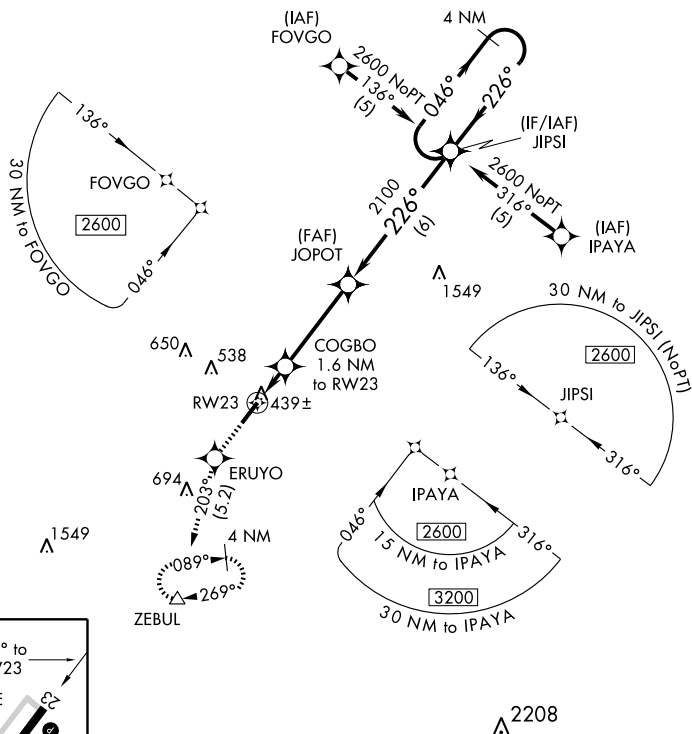 (IAF)
FOVGO
4 NM
2600 NoPT
136°
(5)
046°
226°
(IF/IAF)
JIPSI
2600 NoPT
316°
(5)
(IAF)
IPAYA
136°
FOVGO
2600
046°
30 NM to FOVGO
2100
226°
(6)
(FAF)
JOPOT
1549
650
538
COGBO
1.6 NM
to RW23
RW23
439±
30 NM to JIPSI (NoPT)
2600
136°
JIPSI
316°
ERUYO
694
203°
(5.2)
1549
4 NM
089°
269°
ZEBUL
IPAYA
046°
316°
2600
15 NM to IPAYA
3200
30 NM to IPAYA
° to
23
E
23
P
2208